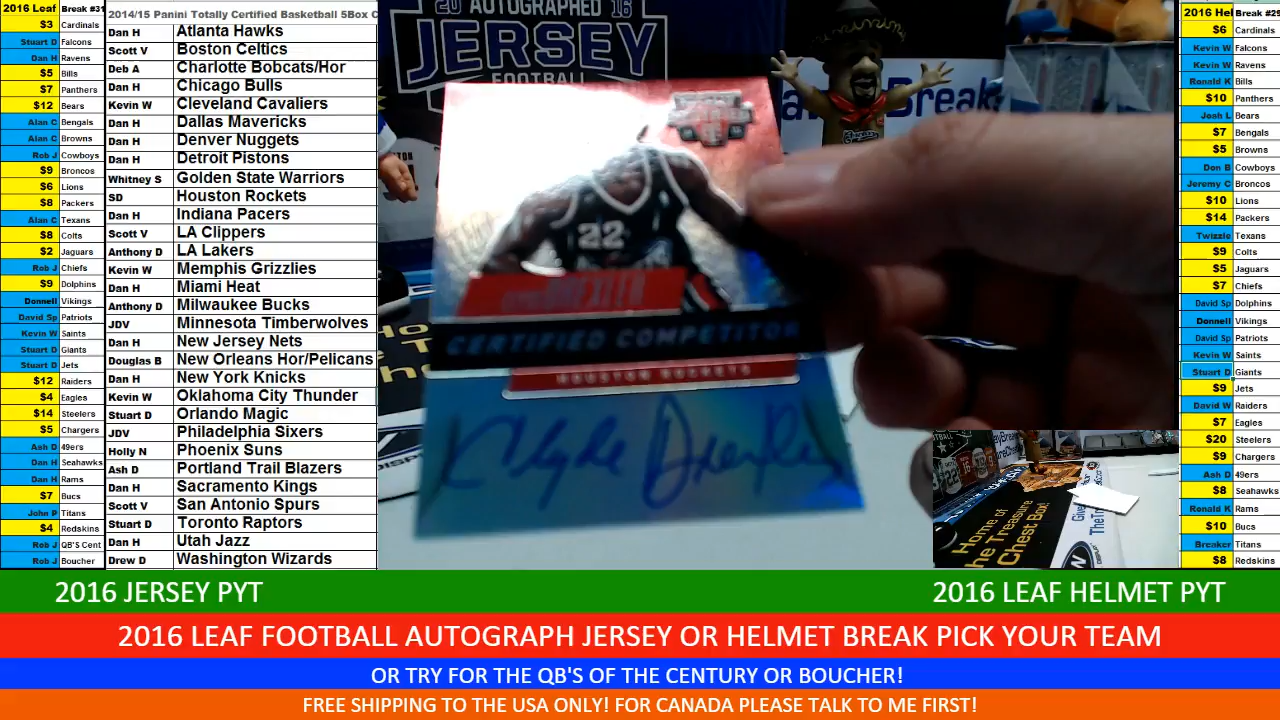 2016 Leaf Break #31
$3 Cardinals
Stuart D Falcons
Dan H Ravens
$5 Bills
$7 Panthers
$12 Bears
Alan C Bengals
Alan C Browns
Rob J Cowboys
$9 Broncos
$6 Lions
$8 Packers
Alan C Texans
$8 Colts
$2 Jaguars
Rob J Chiefs
$9 Dolphins
Donnell Vikings
David Sp Patriots
Kevin W Saints
Stuart D Giants
Stuart D Jets
$12 Raiders
$4 Eagles
$14 Steelers
$5 Chargers
Ash D 49ers
Dan H Seahawks
Dan H Rams
$7 Bucs
John P Titans
$4 Redskins
Rob J QB'S Cent
Rob J Boucher
2014/15 Panini Totally Certified Basketball 5Box C
Dan H Atlanta Hawks
Scott V Boston Celtics
Deb A Charlotte Bobcats/Hor
Dan H Chicago Bulls
Kevin W Cleveland Cavaliers
Dan H Dallas Mavericks
Dan H Denver Nuggets
Dan H Detroit Pistons
Whitney S Golden State Warriors
SD Houston Rockets
Dan H Indiana Pacers
Scott V LA Clippers
Anthony D LA Lakers
Kevin W Memphis Grizzlies
Dan H Miami Heat
Anthony D Milwaukee Bucks
JDV Minnesota Timberwolves
Dan H New Jersey Nets
Douglas B New Orleans Hor/Pelicans
Dan H New York Knicks
Kevin W Oklahoma City Thunder
Stuart D Orlando Magic
JDV Philadelphia Sixers
Holly N Phoenix Suns
Ash D Portland Trail Blazers
Dan H Sacramento Kings
Scott V San Antonio Spurs
Stuart D Toronto Raptors
Dan H Utah Jazz
Drew D Washington Wizards
20 AUTOGRAPHED 16
JERSEY
FOOTBALL
22
HOUSTON ROCKETS
Clyde Drexler
Home of
the Treasure
Chest Box!
2016 Hel Break #29
$6 Cardinals
Kevin W Falcons
Kevin W Ravens
Ronald K Bills
$10 Panthers
Josh L Bears
$7 Bengals
$5 Browns
Don B Cowboys
Jeremy C Broncos
$10 Lions
$14 Packers
Twizzle Texans
$9 Colts
$5 Jaguars
$7 Chiefs
David Sp Dolphins
Donnell Vikings
David Sp Patriots
Kevin W Saints
Stuart D Giants
$9 Jets
David W Raiders
$7 Eagles
$20 Steelers
$9 Chargers
Ash D 49ers
$8 Seahawks
Ronald K Rams
$10 Bucs
Breaker Titans
$8 Redskins
2016 JERSEY PYT
2016 LEAF HELMET PYT
2016 LEAF FOOTBALL AUTOGRAPH JERSEY OR HELMET BREAK PICK YOUR TEAM
OR TRY FOR THE QB'S OF THE CENTURY OR BOUCHER!
FREE SHIPPING TO THE USA ONLY! FOR CANADA PLEASE TALK TO ME FIRST!